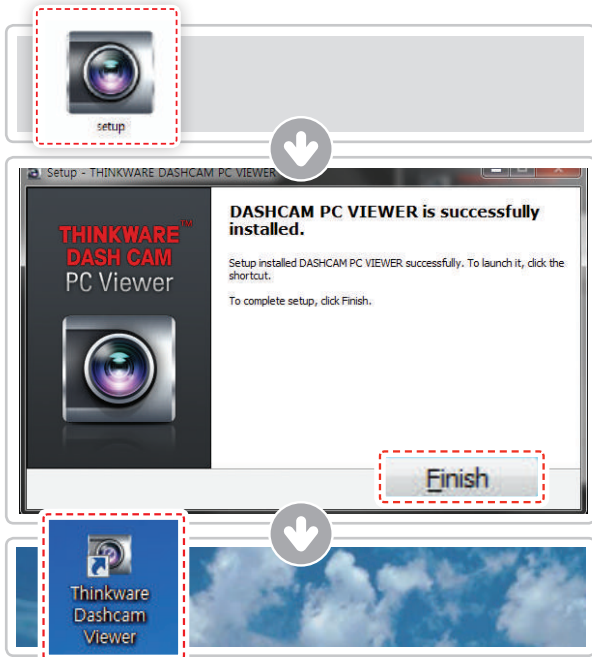 setup
Setup - THINKWARE DASHCAM PC VIEWER
THINKWARE™
DASH CAM
PC Viewer
DASHCAM PC VIEWER is successfully
installed.
Setup installed DASHCAM PC VIEWER successfully. To launch it, click the
shortcut.
To complete setup, click Finish.
Finish
Thinkware
Dashcam
Viewer